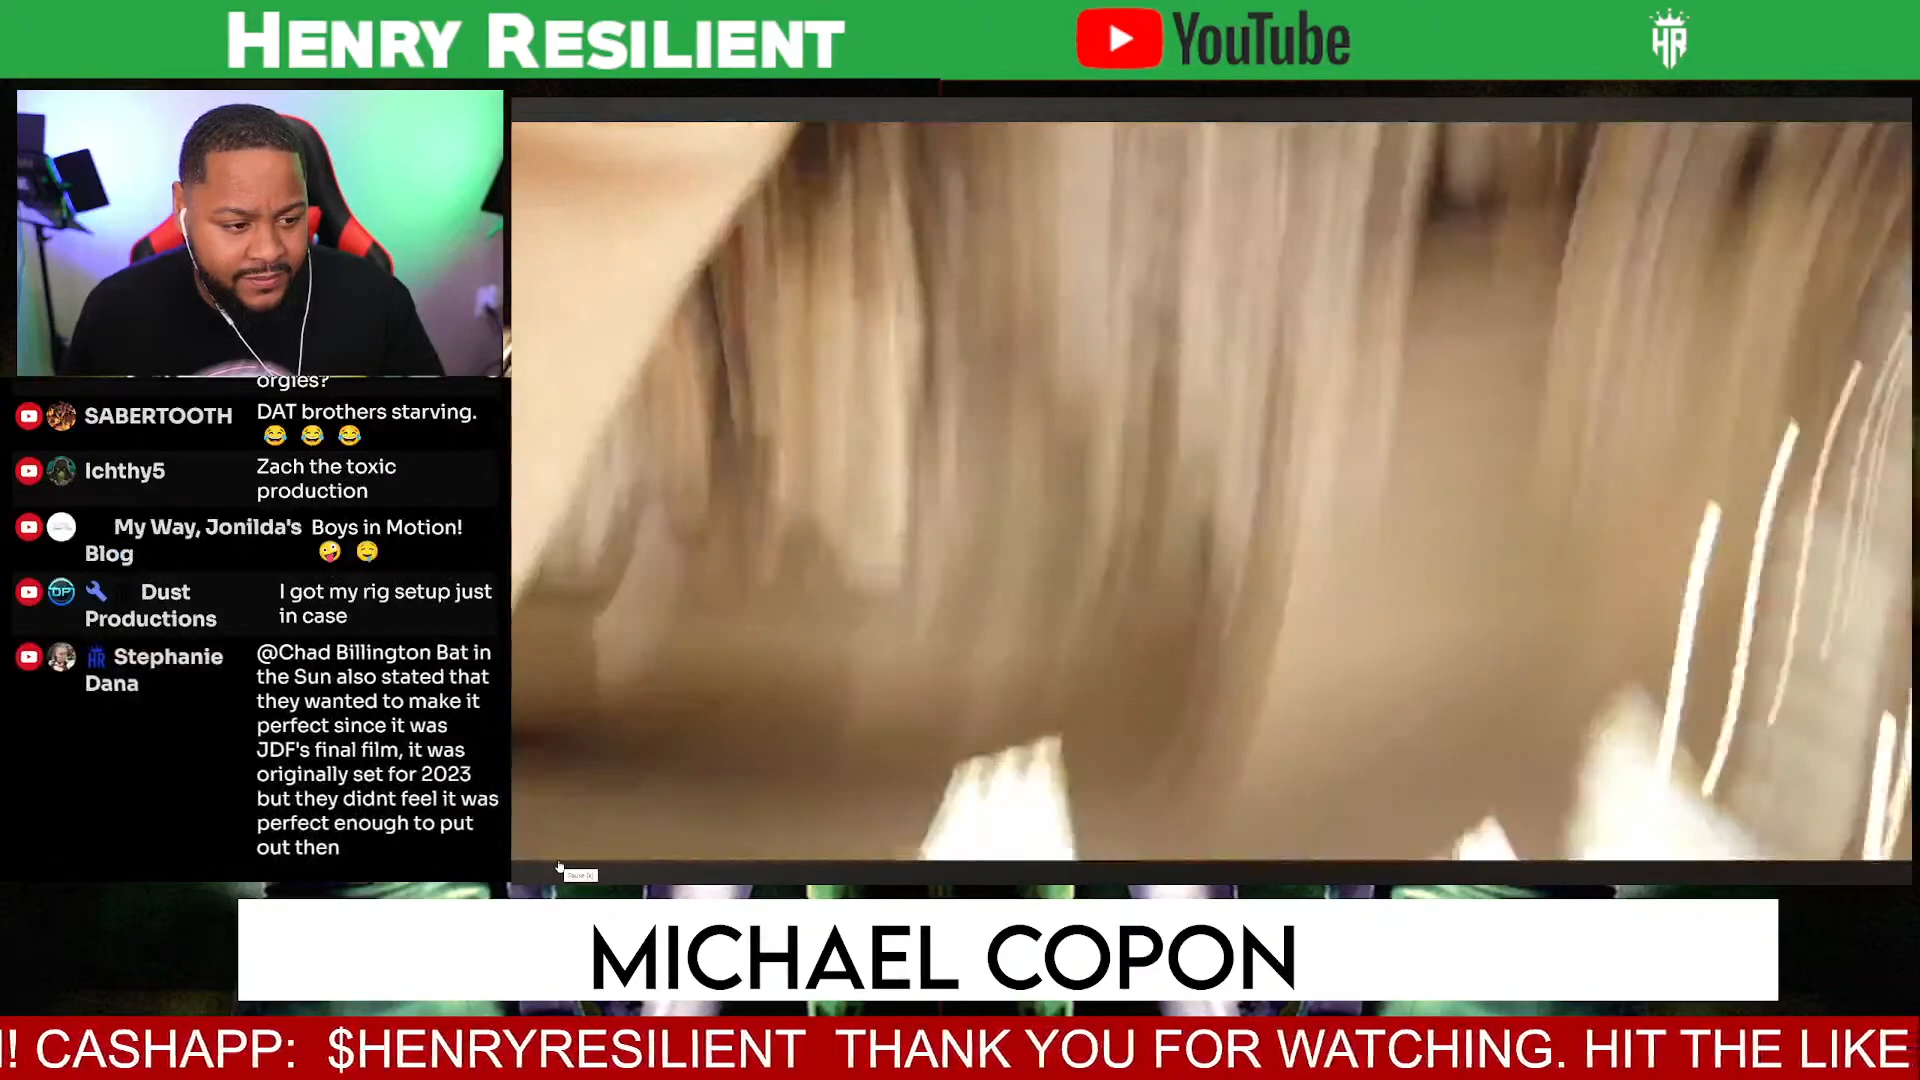 HENRY RESILIENT
YouTube
HR
orgies?
SABERTOOTH
DAT brothers starving.
😂 😂 😂
Ichthy5
Zach the toxic
production
My Way, Jonilda's
Blog
Boys in Motion!
🤪 🤤
DP
Dust
Productions
I got my rig setup just
in case
HR Stephanie
Dana
@Chad Billington Bat in
the Sun also stated that
they wanted to make it
perfect since it was
JDF's final film, it was
originally set for 2023
but they didnt feel it was
perfect enough to put
out then
Pause (k)
MICHAEL COPON
! CASHAPP: $HENRYRESILIENT THANK YOU FOR WATCHING. HIT THE LIKE